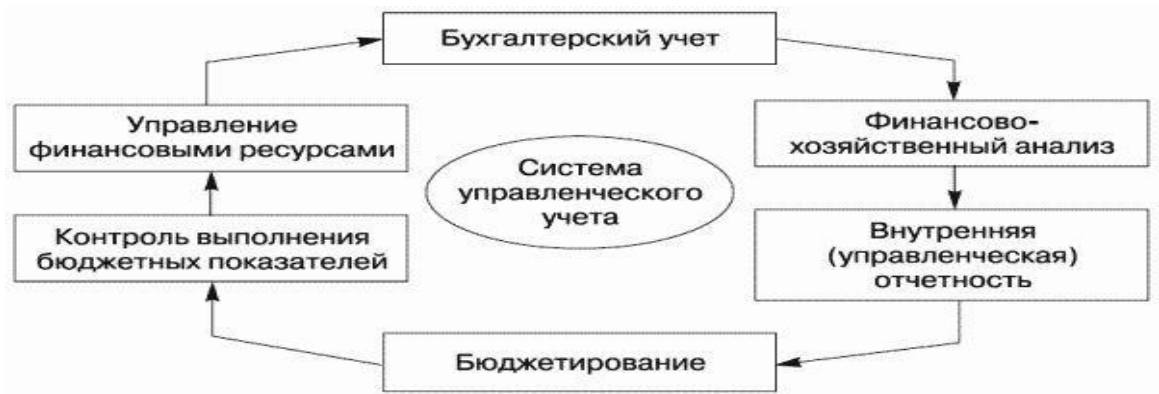 Бухгалтерский учет
Управление
финансовыми ресурсами
Финансово-
хозяйственный анализ
Система
управленческого
учета
Контроль выполнения
бюджетных показателей
Внутренняя
(управленческая)
отчетность
Бюджетирование